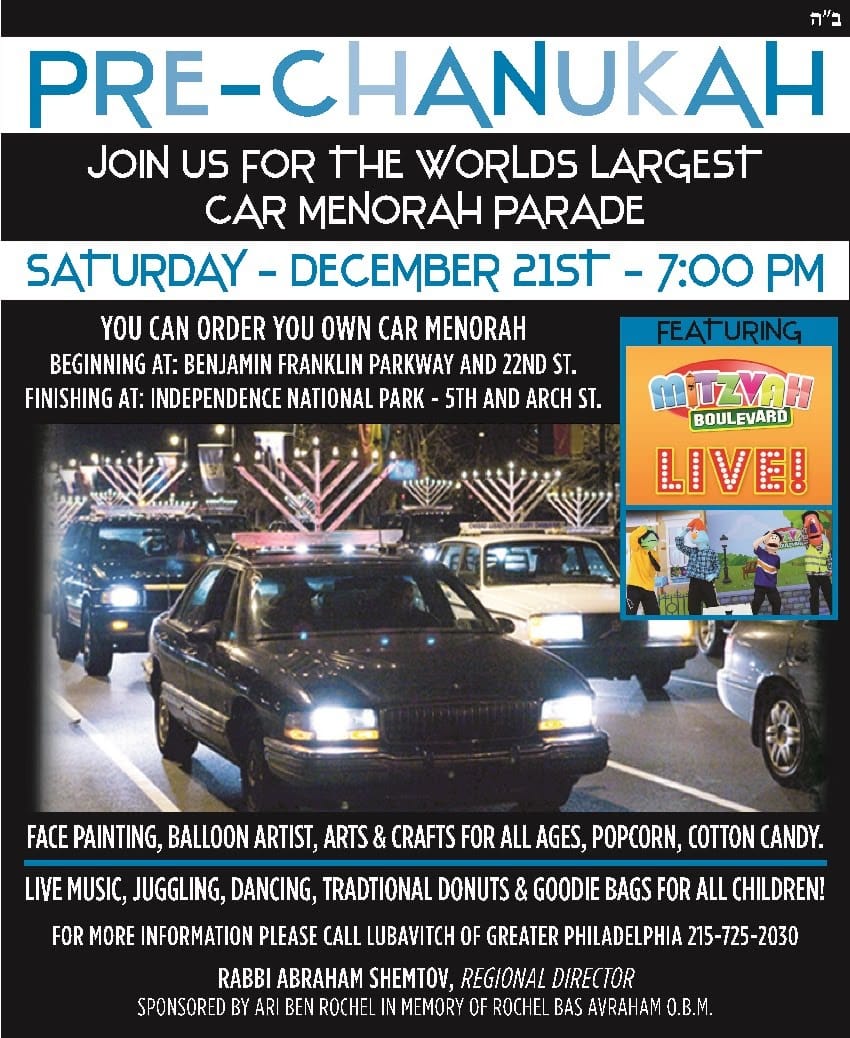 ב"ה
PRE-CHANUKAH
JOIN US FOR THE WORLDS LARGEST
CAR MENORAH PARADE
SATURDAY - DECEMBER 21ST - 7:00 PM
YOU CAN ORDER YOU OWN CAR MENORAH
BEGINNING AT: BENJAMIN FRANKLIN PARKWAY AND 22ND ST.
FINISHING AT: INDEPENDENCE NATIONAL PARK - 5TH AND ARCH ST.
FEATURING
MITZVAH
BOULEVARD
LIVE!
FACE PAINTING, BALLOON ARTIST, ARTS & CRAFTS FOR ALL AGES, POPCORN, COTTON CANDY.
LIVE MUSIC, JUGGLING, DANCING, TRADTIONAL DONUTS & GOODIE BAGS FOR ALL CHILDREN!
FOR MORE INFORMATION PLEASE CALL LUBAVITCH OF GREATER PHILADELPHIA 215-725-2030
RABBI ABRAHAM SHEMTOV, REGIONAL DIRECTOR
SPONSORED BY ARI BEN ROCHEL IN MEMORY OF ROCHEL BAS AVRAHAM O.B.M.